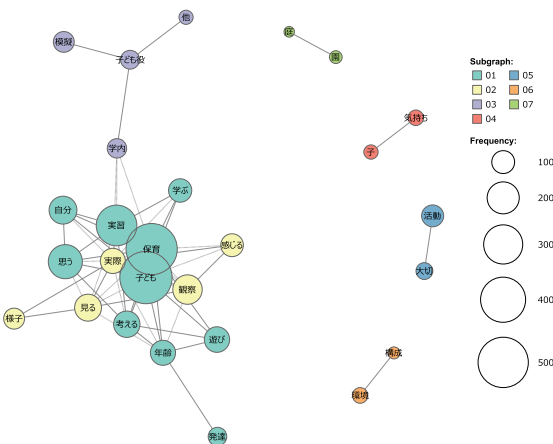 他
模擬
子ども役
庭
園
学内
気持ち
子
学ぶ
自分
実習
活動
保育
感じる
思う
実際
大切
子ども
観察
見る
様子
考える
遊び
年齢
構成
環境
発達
Subgraph:
01 05
02 06
03 07
04
Frequency:
100
200
300
400
500